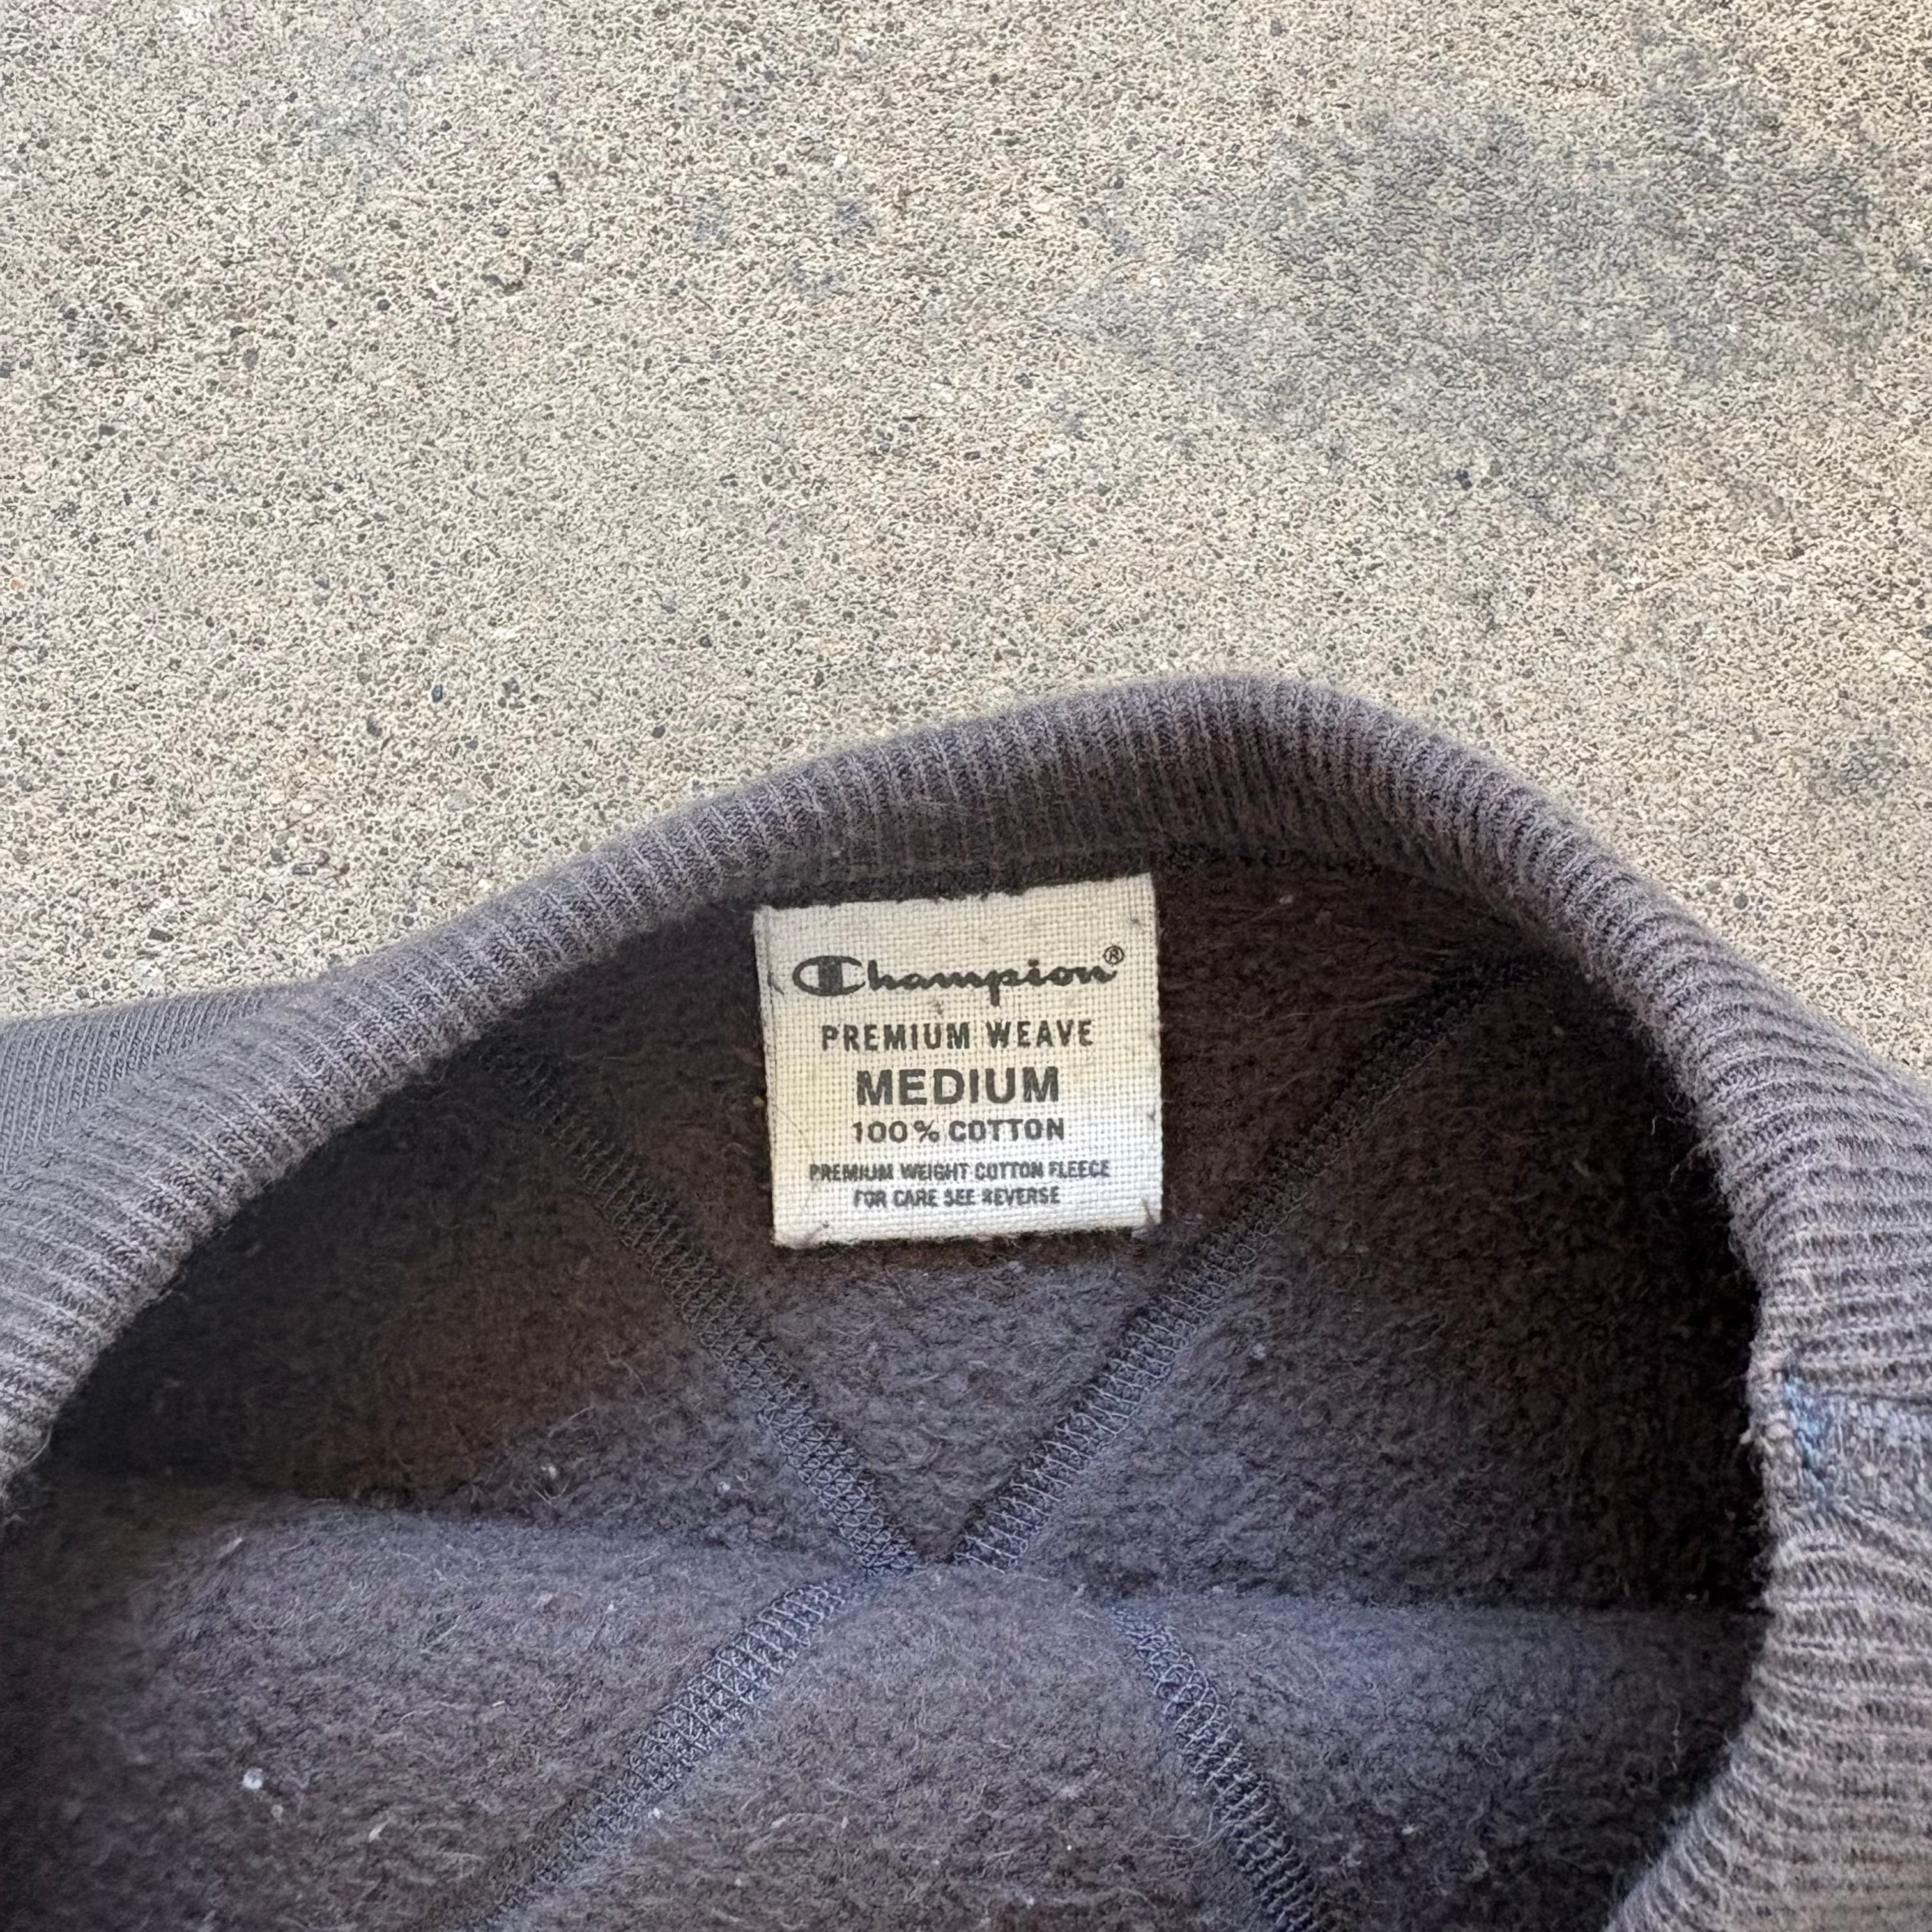 Champion®
PREMIUM WEAVE
MEDIUM
100% COTTON
PREMIUM WEIGHT COTTON FLEECE
FOR CARE SEE REVERSE